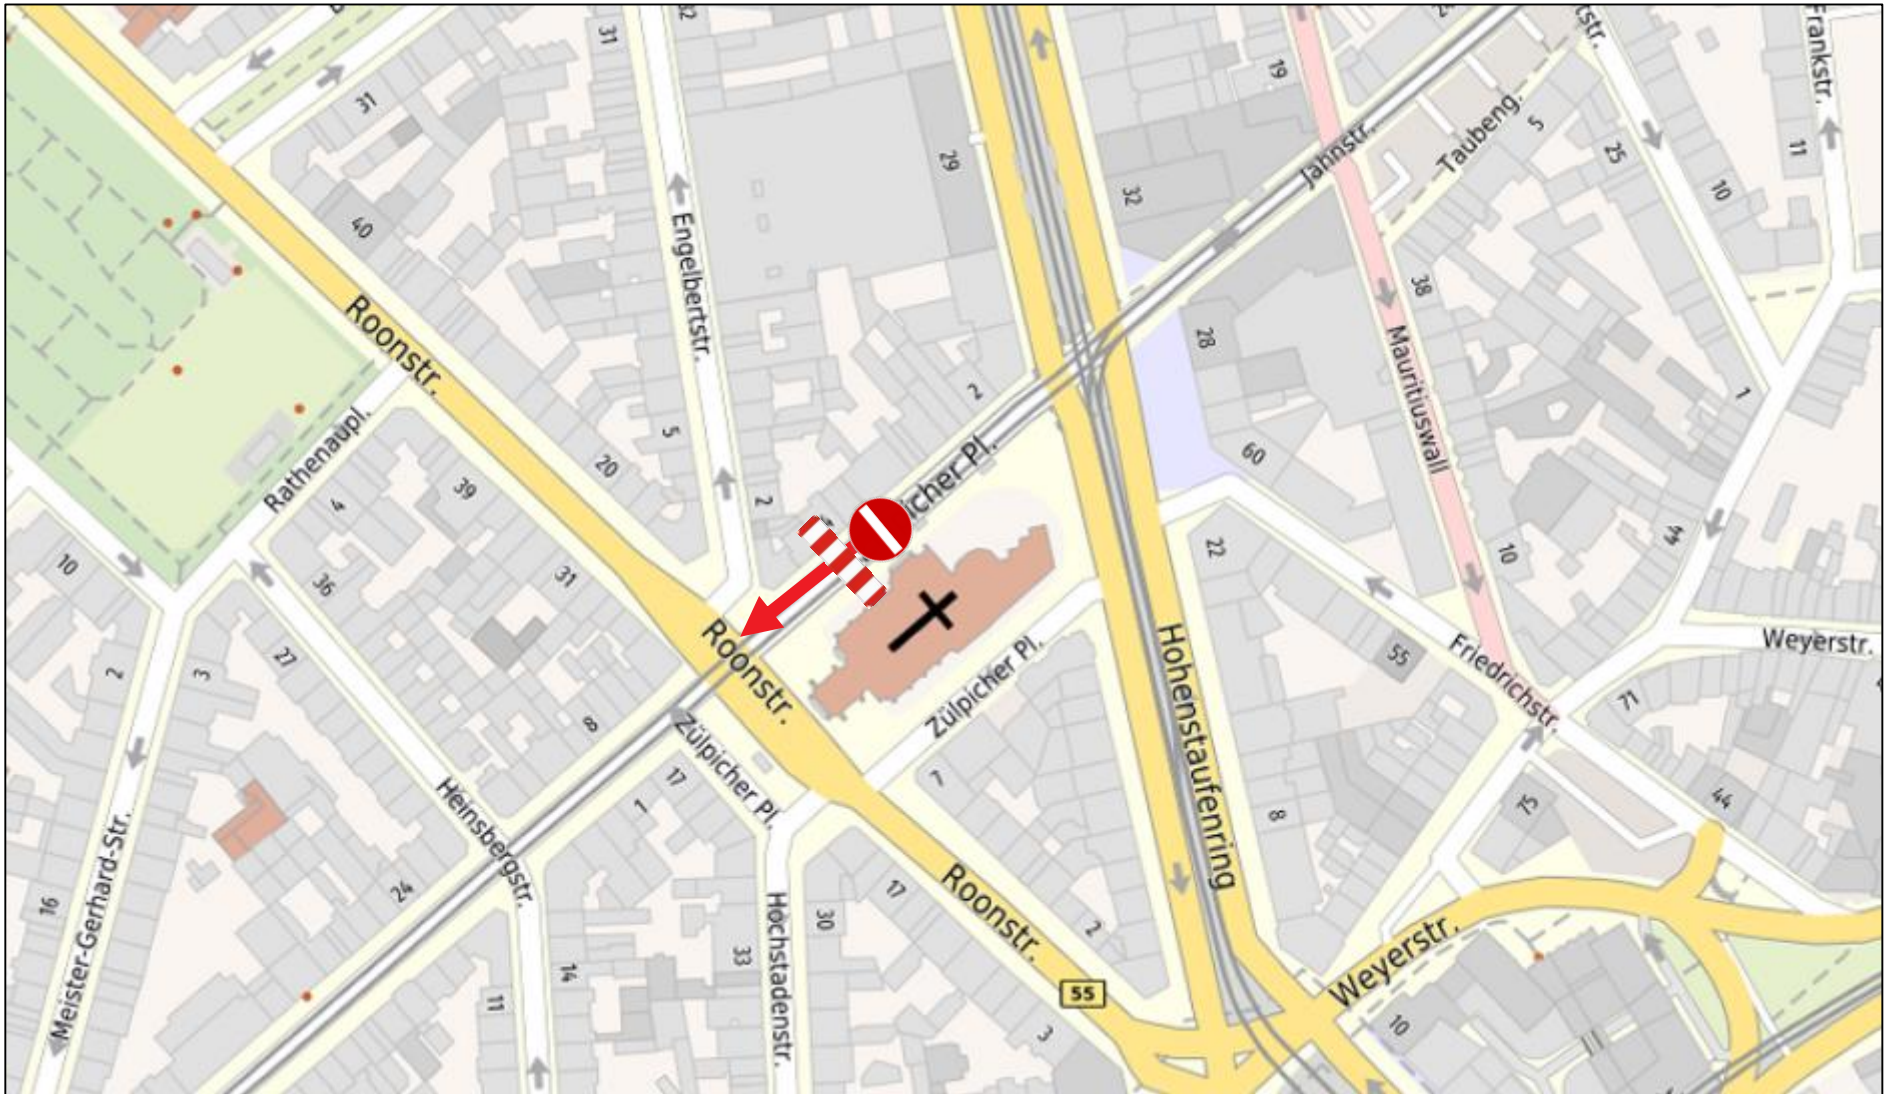 31
32
19
Frankstr.
29
31
Jahnstr.
Taubeng.
5
25
11
40
32
10
Engelbertstr.
Roonstr.
38
28
Mauritiuswall
2
1
5
60
Rathenaupl.
20
39
4
2
icher Pl.
22
44
10
10
36
31
Roonstr.
Hohenstaufenring
Friedrichstr.
55
Weyerstr.
2
3
27
Zülpicher Pl.
71
8
Zülpicher Pl.
17
1
7
8
75
44
Heinsbergstr.
Meister-Gerhard-Str.
24
16
Hochstadenstr.
30
17
Roonstr.
2
33
14
11
55
Weyerstr.
3
10